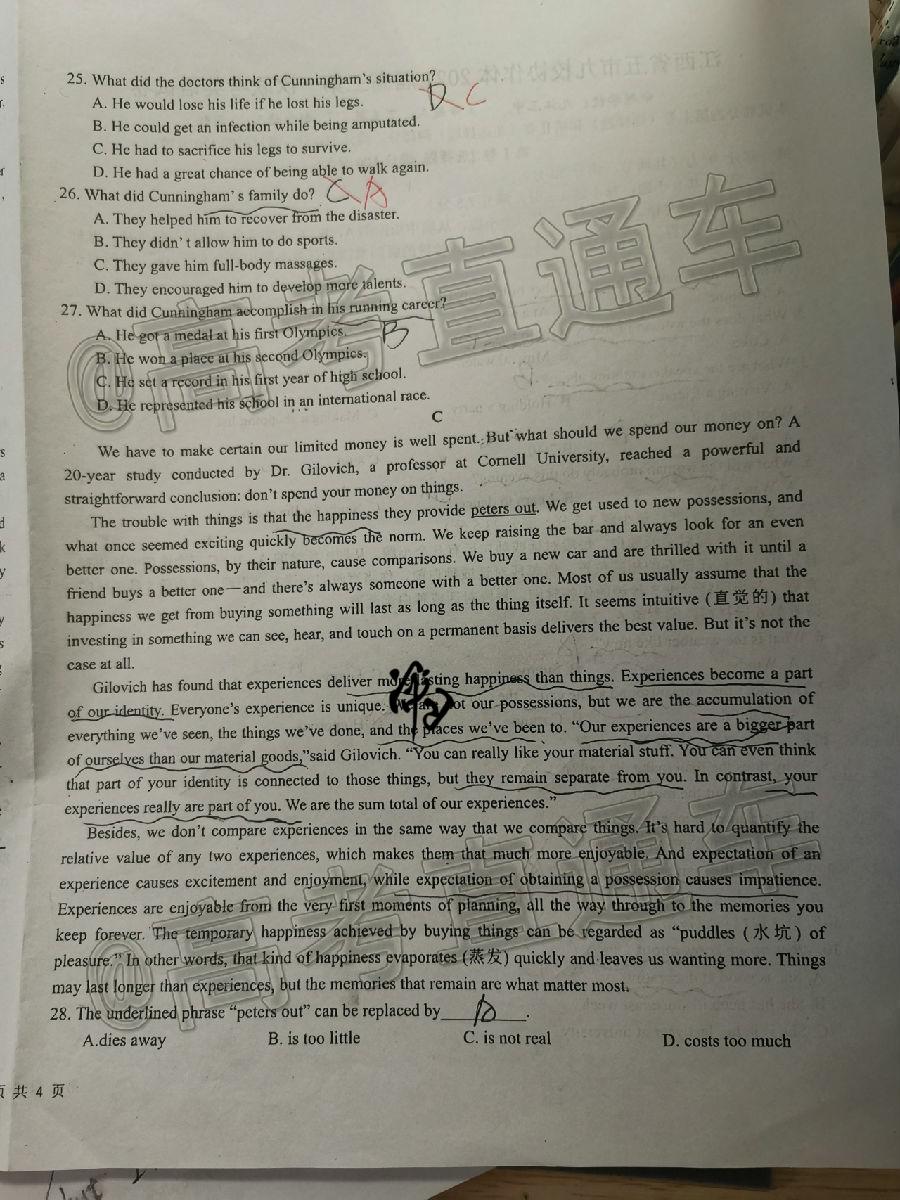 25. What did the doctors think of Cunningham's situation?
D C
A. He would lose his life if he lost his legs.
B. He could get an infection while being amputated.
C. He had to sacrifice his legs to survive.
D. He had a great chance of being able to walk again.
26. What did Cunningham's family do? C A
A. They helped him to recover from the disaster.
B. They didn't allow him to do sports.
C. They gave him full-body massages.
D. They encouraged him to develop more talents.
27. What did Cunningham accomplish in his running career?
A. He got a medal at his first Olympics. B
B. He won a place at his second Olympics.
C. He set a record in his first year of high school.
D. He represented his school in an international race.
C
We have to make certain our limited money is well spent. But what should we spend our money on? A
20-year study conducted by Dr. Gilovich, a professor at Cornell University, reached a powerful and
straightforward conclusion: don't spend your money on things.
The trouble with things is that the happiness they provide peters out. We get used to new possessions, and
what once seemed exciting quickly becomes the norm. We keep raising the bar and always look for an even
better one. Possessions, by their nature, cause comparisons. We buy a new car and are thrilled with it until a
friend buys a better one—and there's always someone with a better one. Most of us usually assume that the
happiness we get from buying something will last as long as the thing itself. It seems intuitive (直觉的) that
investing in something we can see, hear, and touch on a permanent basis delivers the best value. But it's not the
case at all.
Gilovich has found that experiences deliver more lasting happiness than things. Experiences become a part
of our identity. Everyone's experience is unique. We are not our possessions, but we are the accumulation of
everything we've seen, the things we've done, and the places we've been to. “Our experiences are a bigger part
of ourselves than our material goods,”said Gilovich. “You can really like your material stuff. You can even think
that part of your identity is connected to those things, but they remain separate from you. In contrast, your
experiences really are part of you. We are the sum total of our experiences.”
Besides, we don't compare experiences in the same way that we compare things. It's hard to quantify the
relative value of any two experiences, which makes them that much more enjoyable. And expectation of an
experience causes excitement and enjoyment, while expectation of obtaining a possession causes impatience.
Experiences are enjoyable from the very first moments of planning, all the way through to the memories you
keep forever. The temporary happiness achieved by buying things can be regarded as “puddles (水坑) of
pleasure.” In other words, that kind of happiness evaporates (蒸发) quickly and leaves us wanting more. Things
may last longer than experiences, but the memories that remain are what matter most.
28. The underlined phrase “peters out” can be replaced by ________.
A.dies away B. is too little C. is not real D. costs too much
页 共 4 页
@高考直通车
@高考直通车